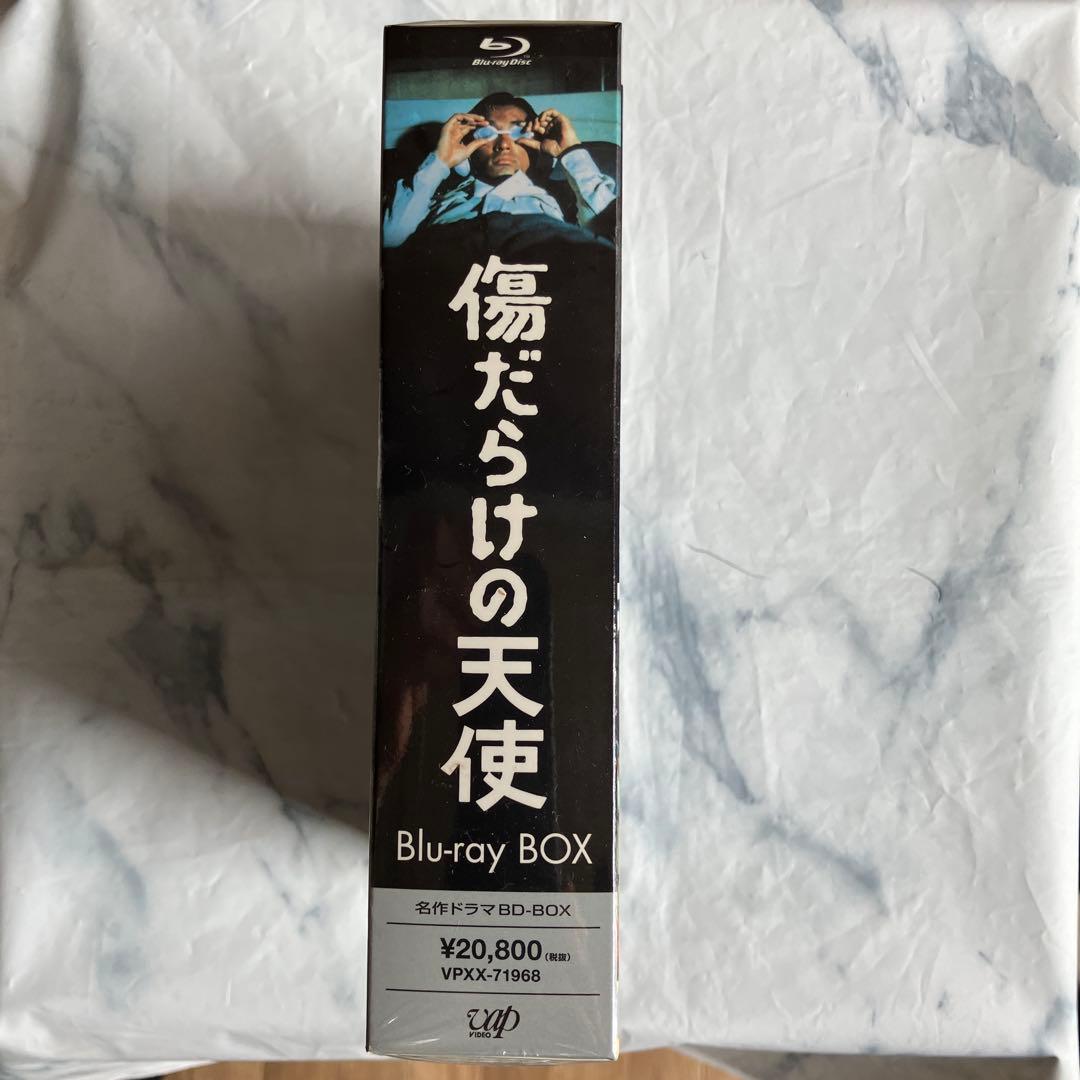 Blu-ray Disc
傷だらけの天使
Blu-ray BOX
名作ドラマBD-BOX
¥20,800(税抜)
VPXX-71968
vap
VIDEO